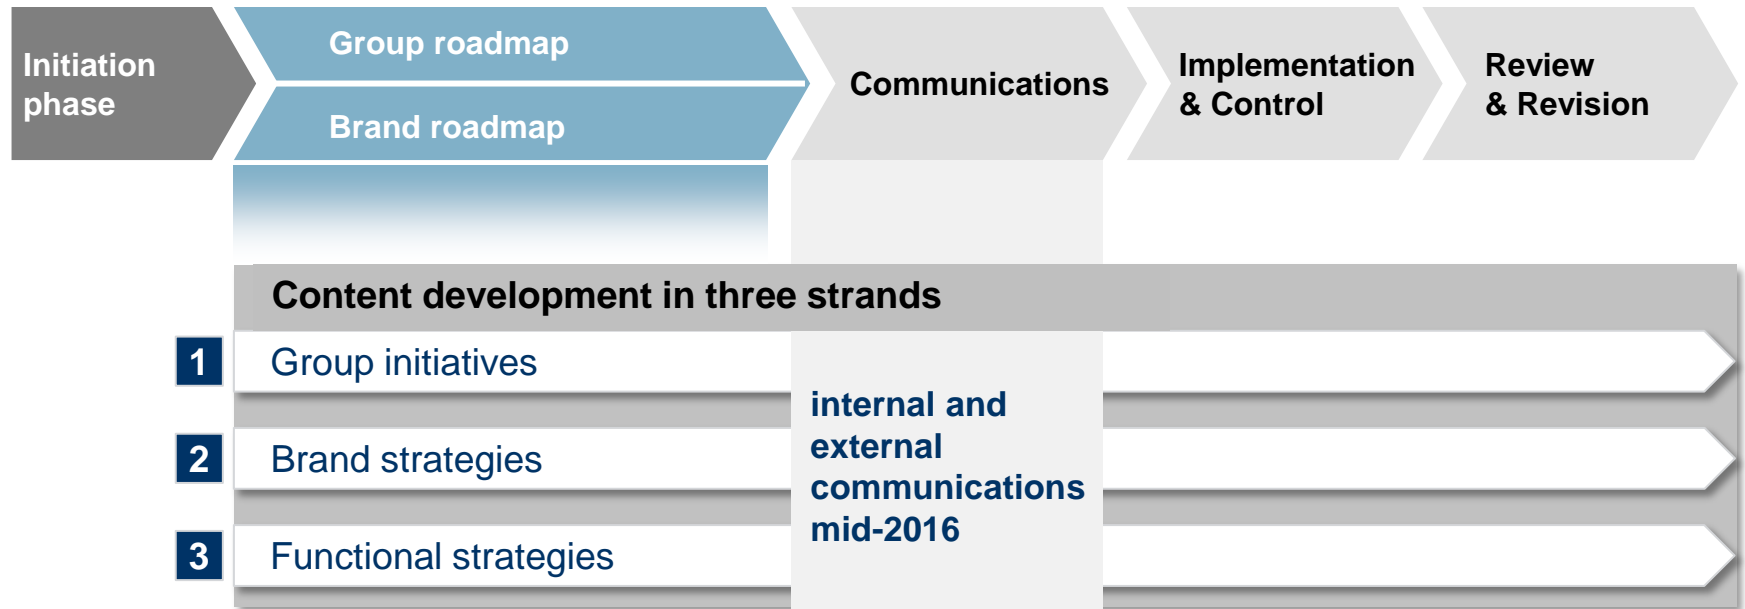 Initiation
phase
Group roadmap
Brand roadmap
Communications
Implementation
& Control
Review
& Revision
Content development in three strands
1 Group initiatives
2 Brand strategies
3 Functional strategies
internal and
external
communications
mid-2016